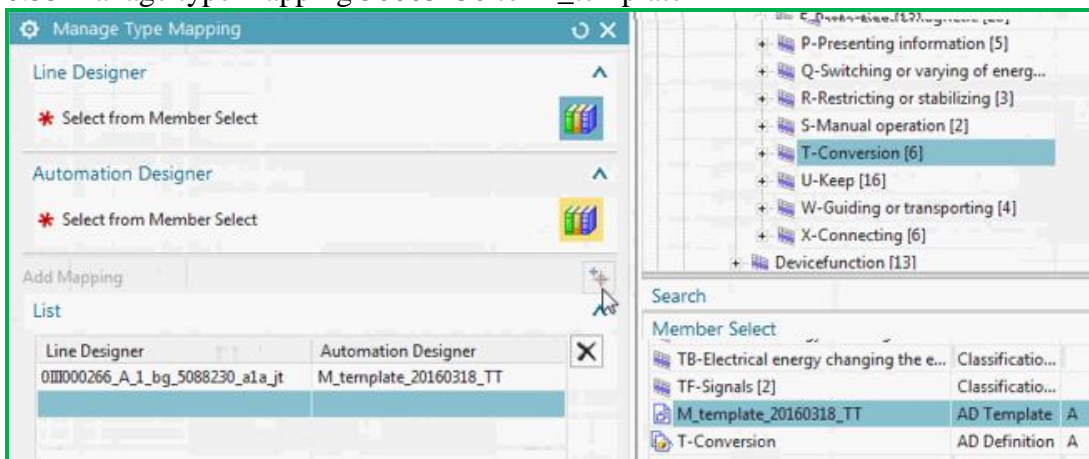 Manage Type Mapping
Line Designer
Select from Member Select
Automation Designer
Select from Member Select
Add Mapping
List
Line Designer Automation Designer
M_template_20160318_TT
P-Presenting information [5]
Q-Switching or varying of energ...
R-Restricting or stabilizing [3]
S-Manual operation [2]
T-Conversion [6]
U-Keep [16]
W-Guiding or transporting [4]
X-Connecting [6]
Devicefunction [13]
Search
Member Select
TB-Electrical energy changing the e... Classificatio...
TF-Signals [2] Classificatio...
M_template_20160318_TT AD Template A
T-Conversion AD Definition A